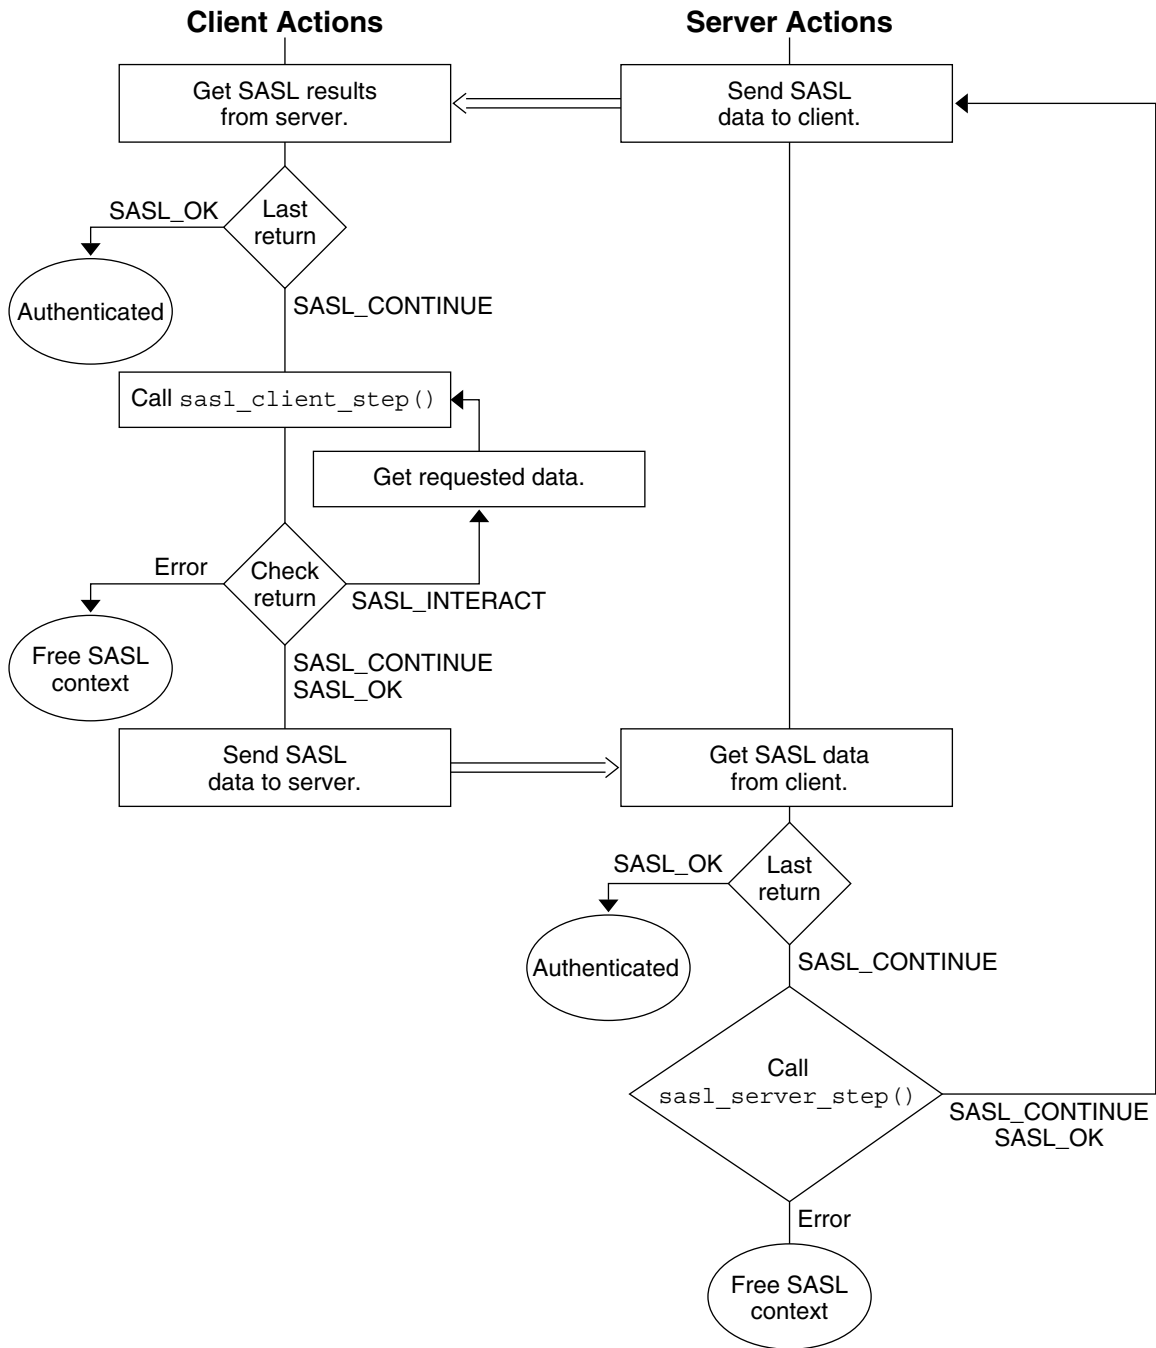 Client Actions
Server Actions
Get SASL results
from server.
Send SASL
data to client.
SASL_OK
Last
return
Authenticated
SASL_CONTINUE
Call sasl_client_step()
Get requested data.
Error
Check
return
SASL_INTERACT
Free SASL
context
SASL_CONTINUE
SASL_OK
Send SASL
data to server.
Get SASL data
from client.
SASL_OK
Last
return
Authenticated
SASL_CONTINUE
Call
sasl_server_step()
SASL_CONTINUE
SASL_OK
Error
Free SASL
context